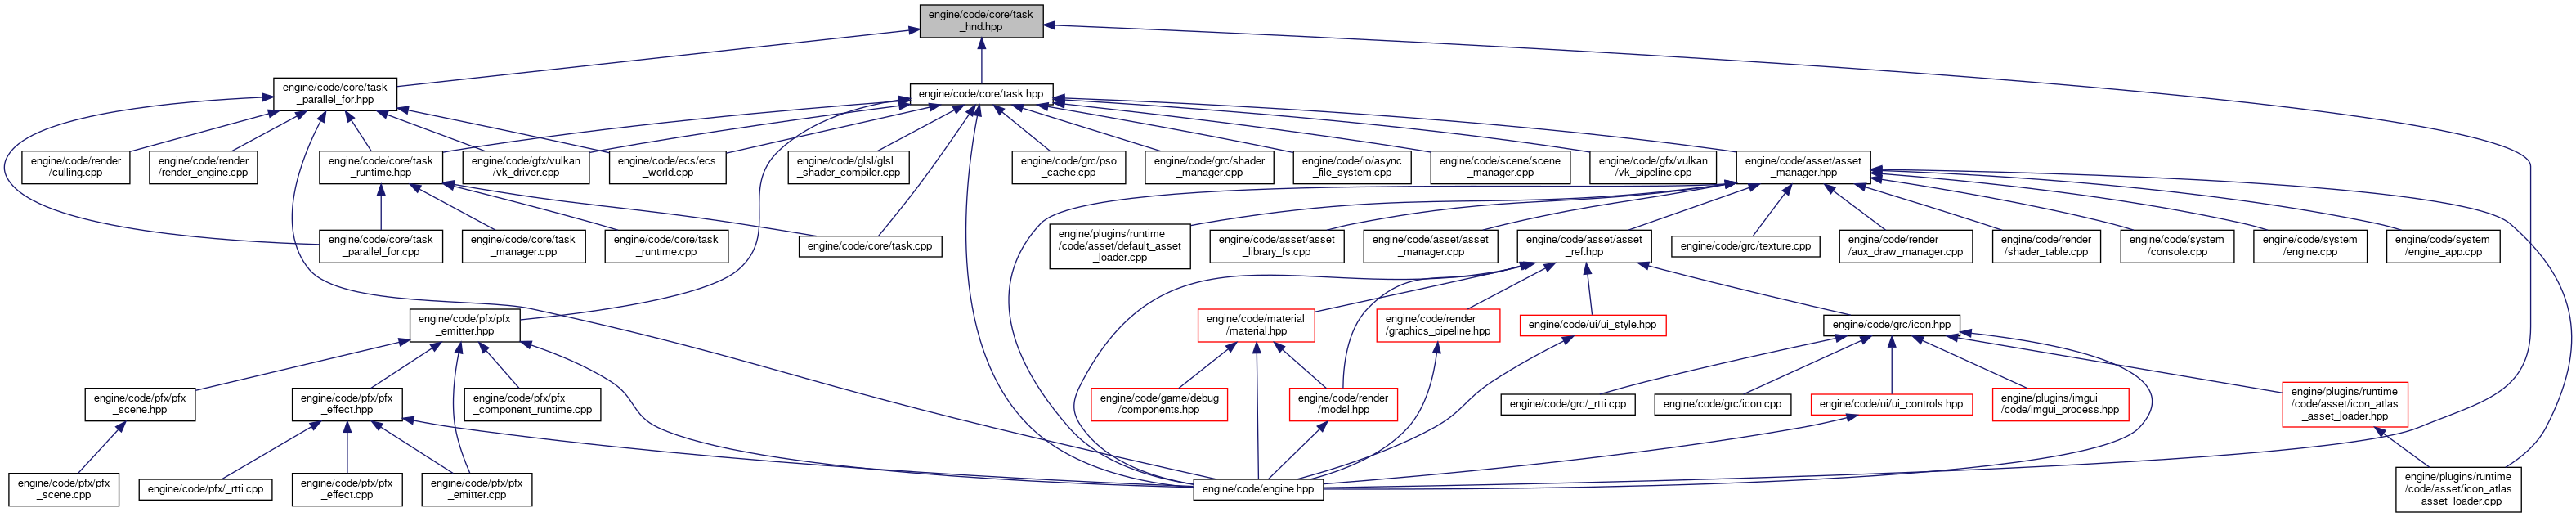 engine/code/core/task
_hnd.hpp
engine/code/core/task
_parallel_for.hpp
engine/code/core/task.hpp
engine/code/render
/culling.cpp
engine/code/render
/render_engine.cpp
engine/code/core/task
_runtime.hpp
engine/code/gfx/vulkan
/vk_driver.cpp
engine/code/ecs/ecs
_world.cpp
engine/code/glsl/glsl
_shader_compiler.cpp
engine/code/grc/pso
_cache.cpp
engine/code/grc/shader
_manager.cpp
engine/code/io/async
_file_system.cpp
engine/code/scene/scene
_manager.cpp
engine/code/gfx/vulkan
/vk_pipeline.cpp
engine/code/asset/asset
_manager.hpp
engine/code/core/task
_parallel_for.cpp
engine/code/core/task
_manager.cpp
engine/code/core/task
_runtime.cpp
engine/code/core/task.cpp
engine/plugins/runtime
/code/asset/default_asset
_loader.cpp
engine/code/asset/asset
_library_fs.cpp
engine/code/asset/asset
_manager.cpp
engine/code/asset/asset
_ref.hpp
engine/code/grc/texture.cpp
engine/code/render
/aux_draw_manager.cpp
engine/code/render
/shader_table.cpp
engine/code/system
/console.cpp
engine/code/system
/engine.cpp
engine/code/system
/engine_app.cpp
engine/code/pfx/pfx
_emitter.hpp
engine/code/material
/material.hpp
engine/code/render
/graphics_pipeline.hpp
engine/code/ui/ui_style.hpp
engine/code/grc/icon.hpp
engine/code/pfx/pfx
_scene.hpp
engine/code/pfx/pfx
_effect.hpp
engine/code/pfx/pfx
_component_runtime.cpp
engine/code/game/debug
/components.hpp
engine/code/render
/model.hpp
engine/code/grc/_rtti.cpp
engine/code/grc/icon.cpp
engine/code/ui/ui_controls.hpp
engine/plugins/imgui
/code/imgui_process.hpp
engine/plugins/runtime
/code/asset/icon_atlas
_asset_loader.hpp
engine/code/pfx/pfx
_scene.cpp
engine/code/pfx/_rtti.cpp
engine/code/pfx/pfx
_effect.cpp
engine/code/pfx/pfx
_emitter.cpp
engine/code/engine.hpp
engine/plugins/runtime
/code/asset/icon_atlas
_asset_loader.cpp